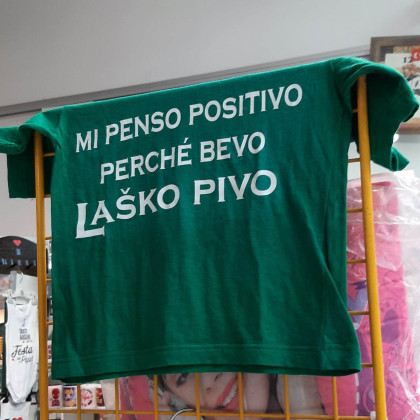 MI PENSO POSITIVO
PERCHÉ BEVO
LAŠKO PIVO